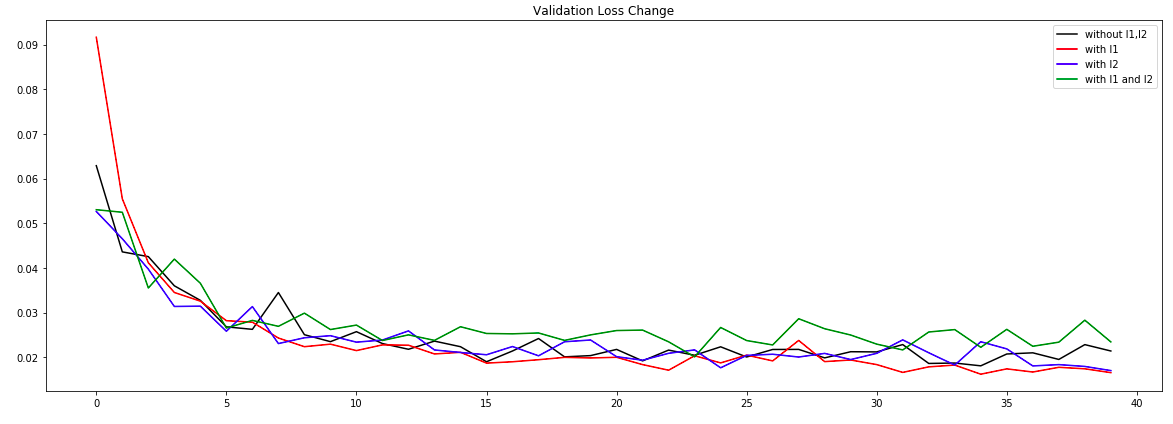 Validation Loss Change
without l1,l2
with l1
with l2
with l1 and l2
0.09
0.08
0.07
0.06
0.05
0.04
0.03
0.02
0 5 10 15 20 25 30 35 40